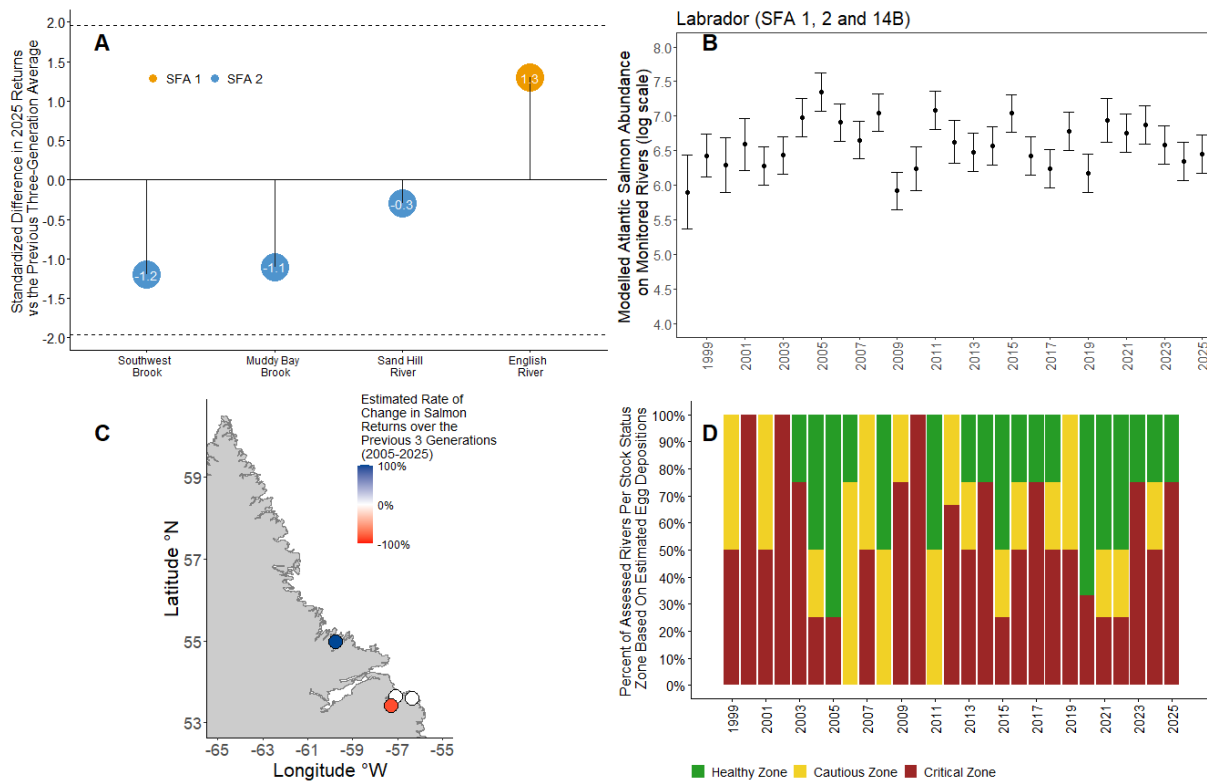 A
SFA 1
SFA 2
Standardized Difference in 2025 Returns
vs the Previous Three-Generation Average
2.0
1.5
1.0
0.5
0.0
-0.5
-1.0
-1.5
-2.0
-1.2
-1.1
-0.3
1.3
Southwest
Brook
Muddy Bay
Brook
Sand Hill
River
English
River
Labrador (SFA 1, 2 and 14B)
B
Modelled Atlantic Salmon Abundance
on Monitored Rivers (log scale)
8.0
7.5
7.0
6.5
6.0
5.5
5.0
4.5
4.0
1999
2001
2003
2005
2007
2009
2011
2013
2015
2017
2019
2021
2023
2025
C
Estimated Rate of
Change in Salmon
Returns over the
Previous 3 Generations
(2005-2025)
100%
0%
-100%
Latitude °N
59
57
55
53
-65
-63
-61
-59
-57
-55
Longitude °W
D
Percent of Assessed Rivers Per Stock Status
Zone Based On Estimated Egg Depositions
100%
90%
80%
70%
60%
50%
40%
30%
20%
10%
0%
1999
2001
2003
2005
2007
2009
2011
2013
2015
2017
2019
2021
2023
2025
Healthy Zone
Cautious Zone
Critical Zone